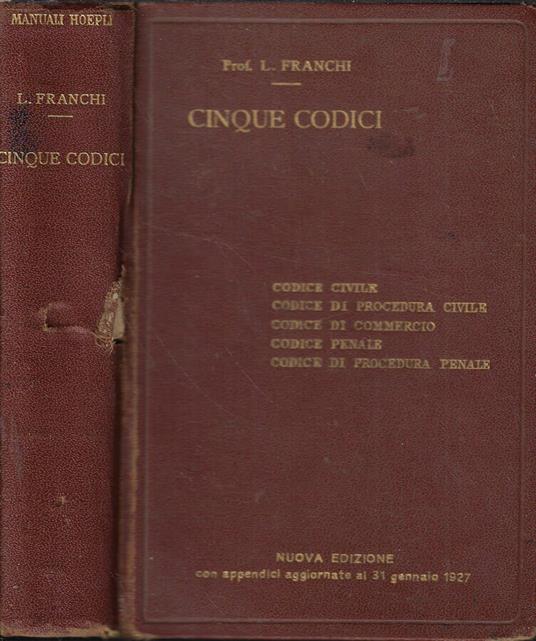 MANUALI HOEPLI
L. FRANCHI
CINQUE CODICI
Prof. L. FRANCHI
CINQUE CODICI
CODICE CIVILE
CODICE DI PROCEDURA CIVILE
CODICE DI COMMERCIO
CODICE PENALE
CODICE DI PROCEDURA PENALE
NUOVA EDIZIONE
con appendici aggiornate al 31 gennaio 1927